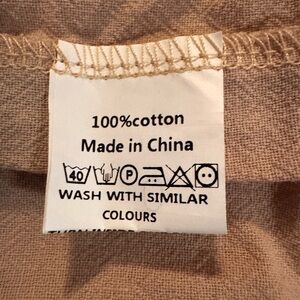 100%cotton
Made in China
40 P
WASH WITH SIMILAR
COLOURS